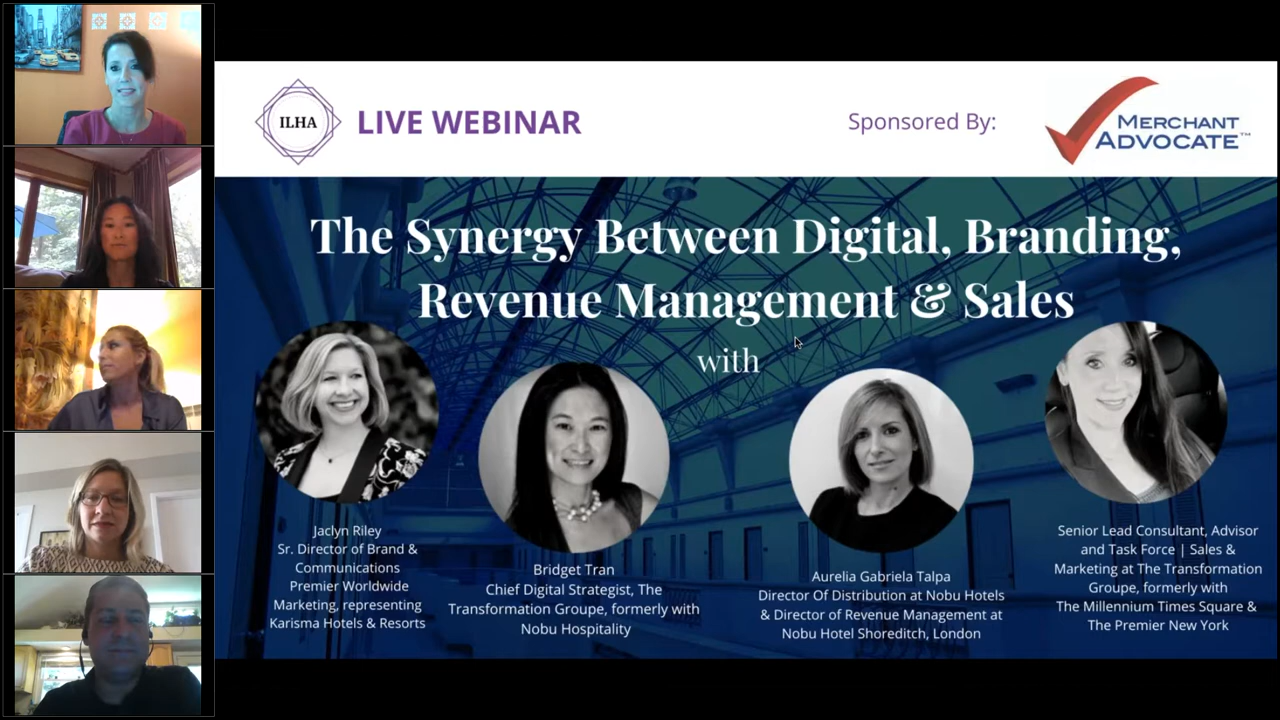 ILHA
LIVE WEBINAR
Sponsored By:
MERCHANT
ADVOCATE™
The Synergy Between Digital, Branding,
Revenue Management & Sales
with
Jaclyn Riley
Sr. Director of Brand &
Communications
Premier Worldwide
Marketing, representing
Karisma Hotels & Resorts
Bridget Tran
Chief Digital Strategist, The
Transformation Groupe, formerly with
Nobu Hospitality
Aurelia Gabriela Talpa
Director Of Distribution at Nobu Hotels
& Director of Revenue Management at
Nobu Hotel Shoreditch, London
Senior Lead Consultant, Advisor
and Task Force | Sales &
Marketing at The Transformation
Groupe, formerly with
The Millennium Times Square &
The Premier New York